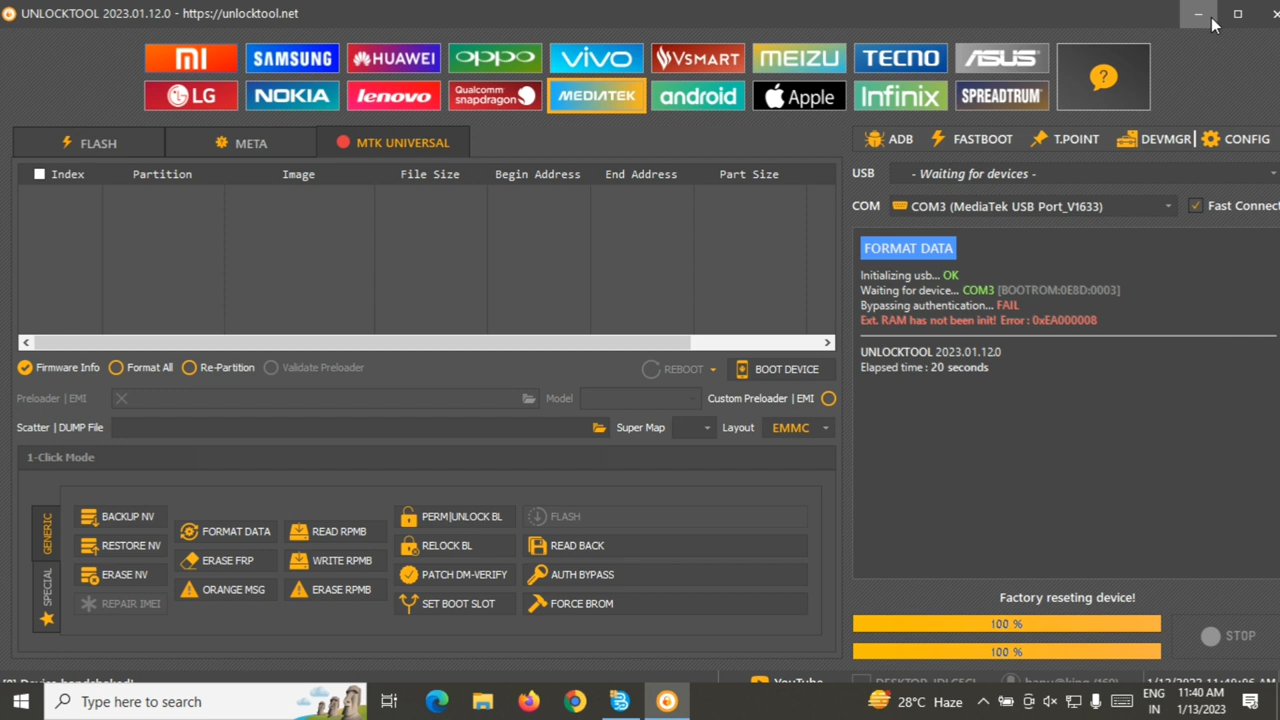 UNLOCKTOOL 2023.01.12.0 - https://unlocktool.net
mi SAMSUNG HUAWEI oppo vivo VSMART MEIZU TECNO ASUS ?
LG NOKIA lenovo Qualcomm snapdragon MEDIATEK android Apple Infinix SPREADTRUM
FLASH META MTK UNIVERSAL
ADB FASTBOOT T.POINT DEVMGR CONFIG
Index Partition Image File Size Begin Address End Address Part Size
USB - Waiting for devices -
COM COM3 (MediaTek USB Port_V1633) Fast Connect
FORMAT DATA
Initializing usb... OK
Waiting for device... COM3 [BOOTROM:0E8D:0003]
Bypassing authentication... FAIL
Ext. RAM has not been init! Error : 0xEA000008
UNLOCKTOOL 2023.01.12.0
Elapsed time : 20 seconds
Firmware Info Format All Re-Partition Validate Preloader REBOOT BOOT DEVICE
Preloader | EMI Model Custom Preloader | EMI
Scatter | DUMP File Super Map Layout EMMC
1-Click Mode
GENERIC
SPECIAL
BACKUP NV
RESTORE NV
ERASE NV
REPAIR IMEI
FORMAT DATA
ERASE FRP
ORANGE MSG
READ RPMB
WRITE RPMB
ERASE RPMB
PERM|UNLOCK BL
RELOCK BL
PATCH DM-VERIFY
SET BOOT SLOT
FLASH
READ BACK
AUTH BYPASS
FORCE BROM
Factory resetting device!
100 %
100 %
STOP
Type here to search
28°C Haze
ENG
IN
11:40 AM
1/13/2023